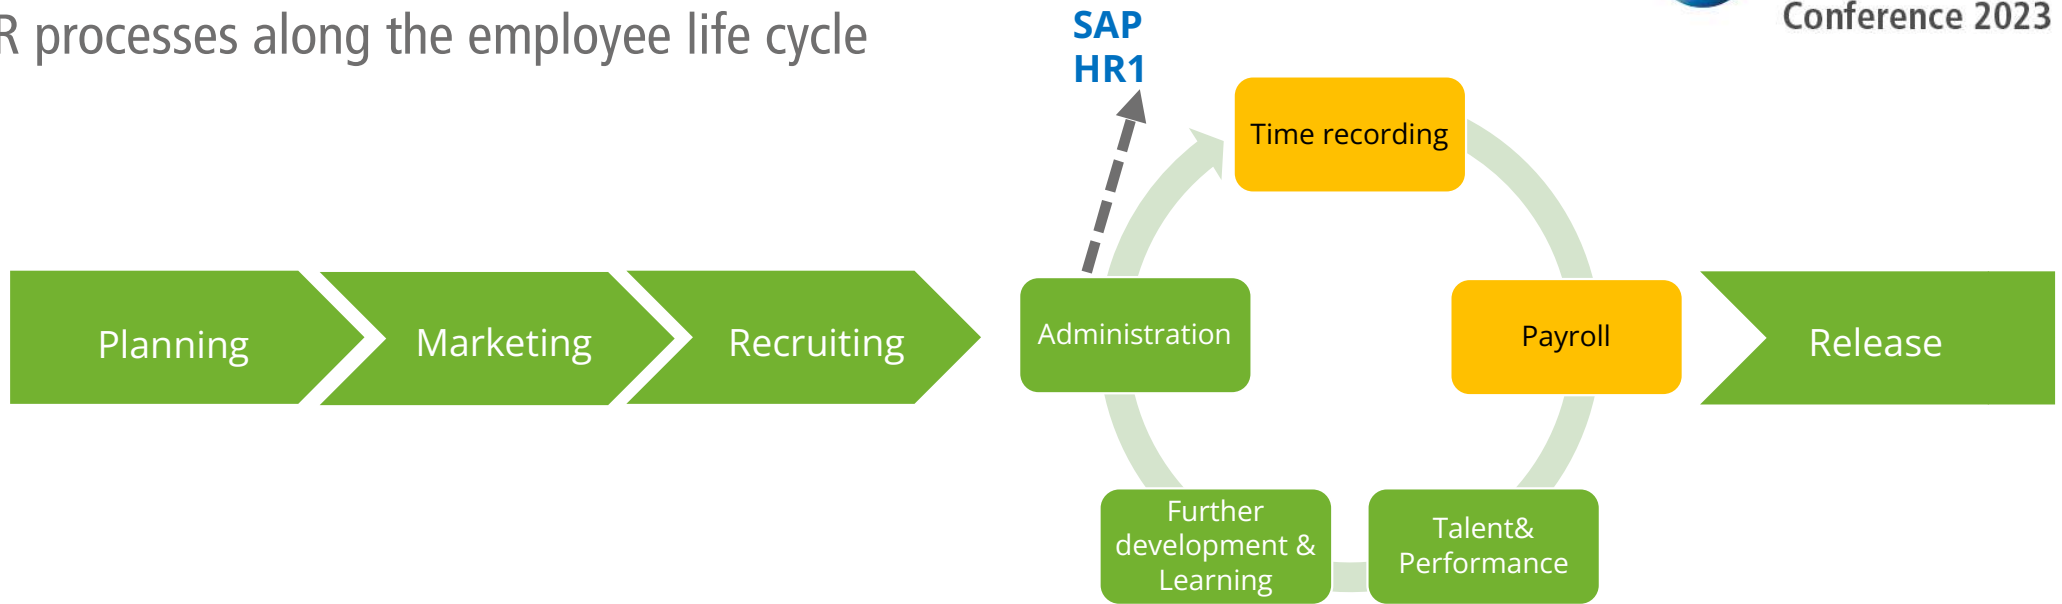 R processes along the employee life cycle
SAP
HR1
Conference 2023
Time recording
Planning
Marketing
Recruiting
Administration
Payroll
Release
Further
development &
Learning
Talent&
Performance